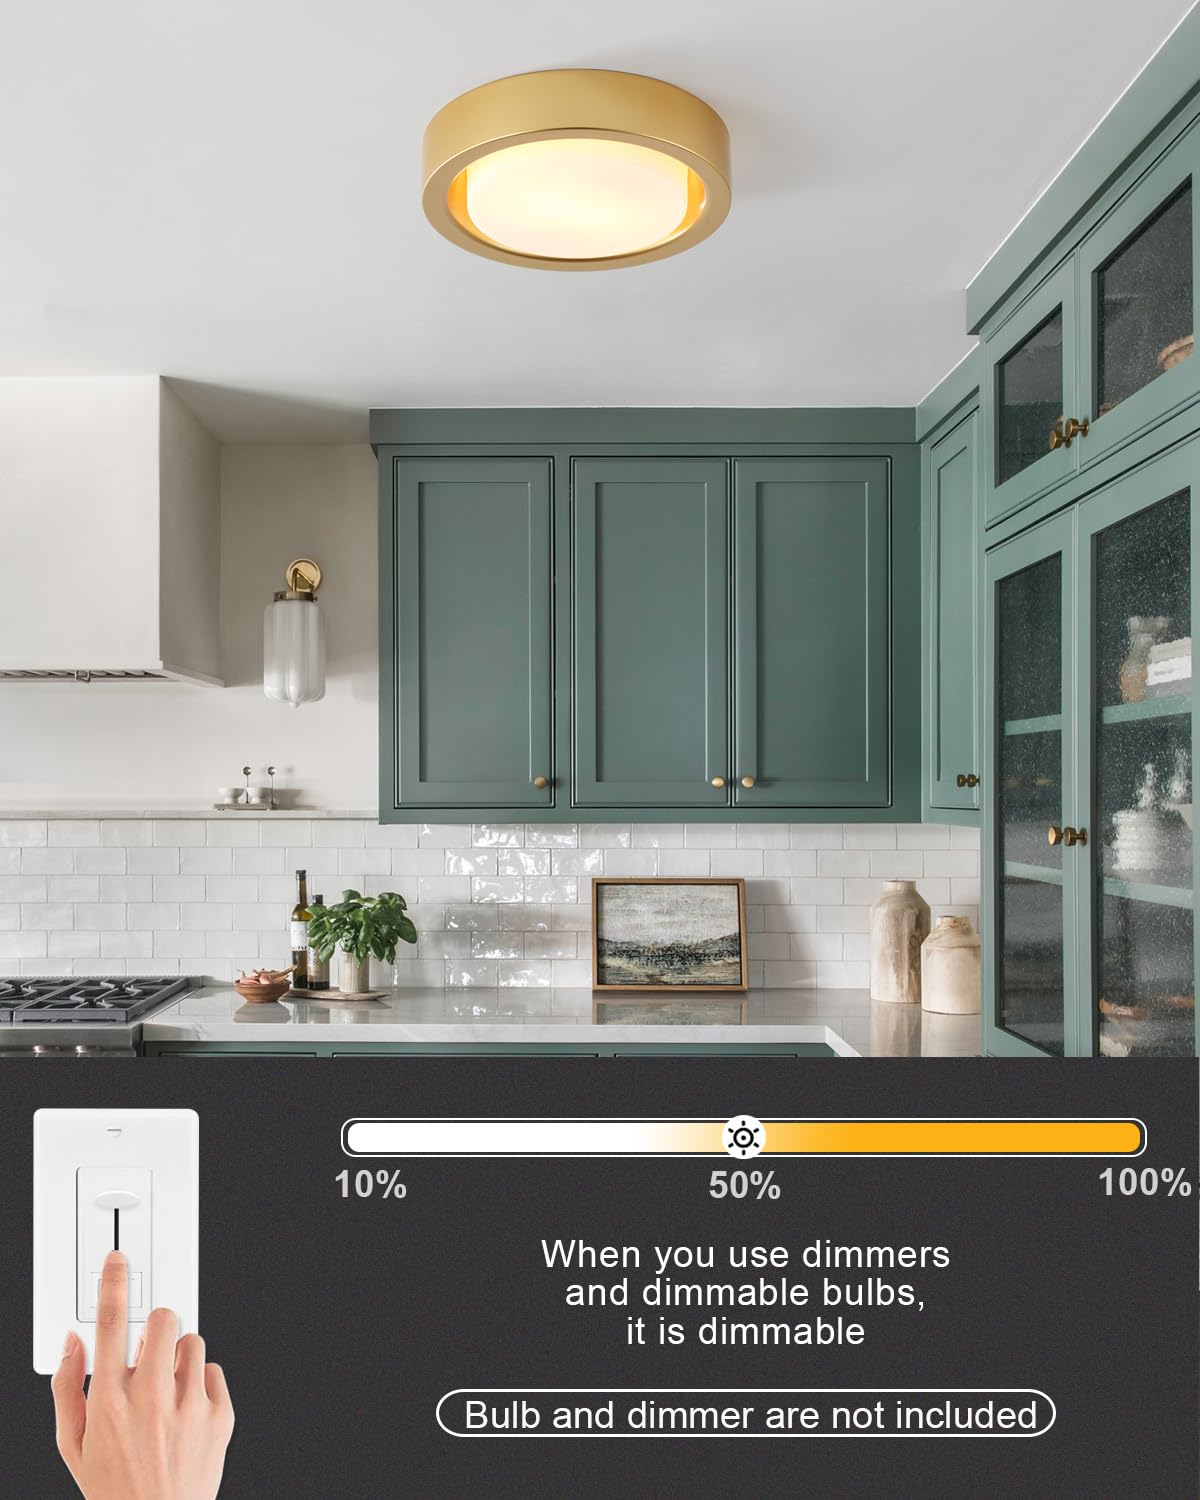 10%
50%
100%
When you use dimmers
and dimmable bulbs,
it is dimmable
Bulb and dimmer are not included